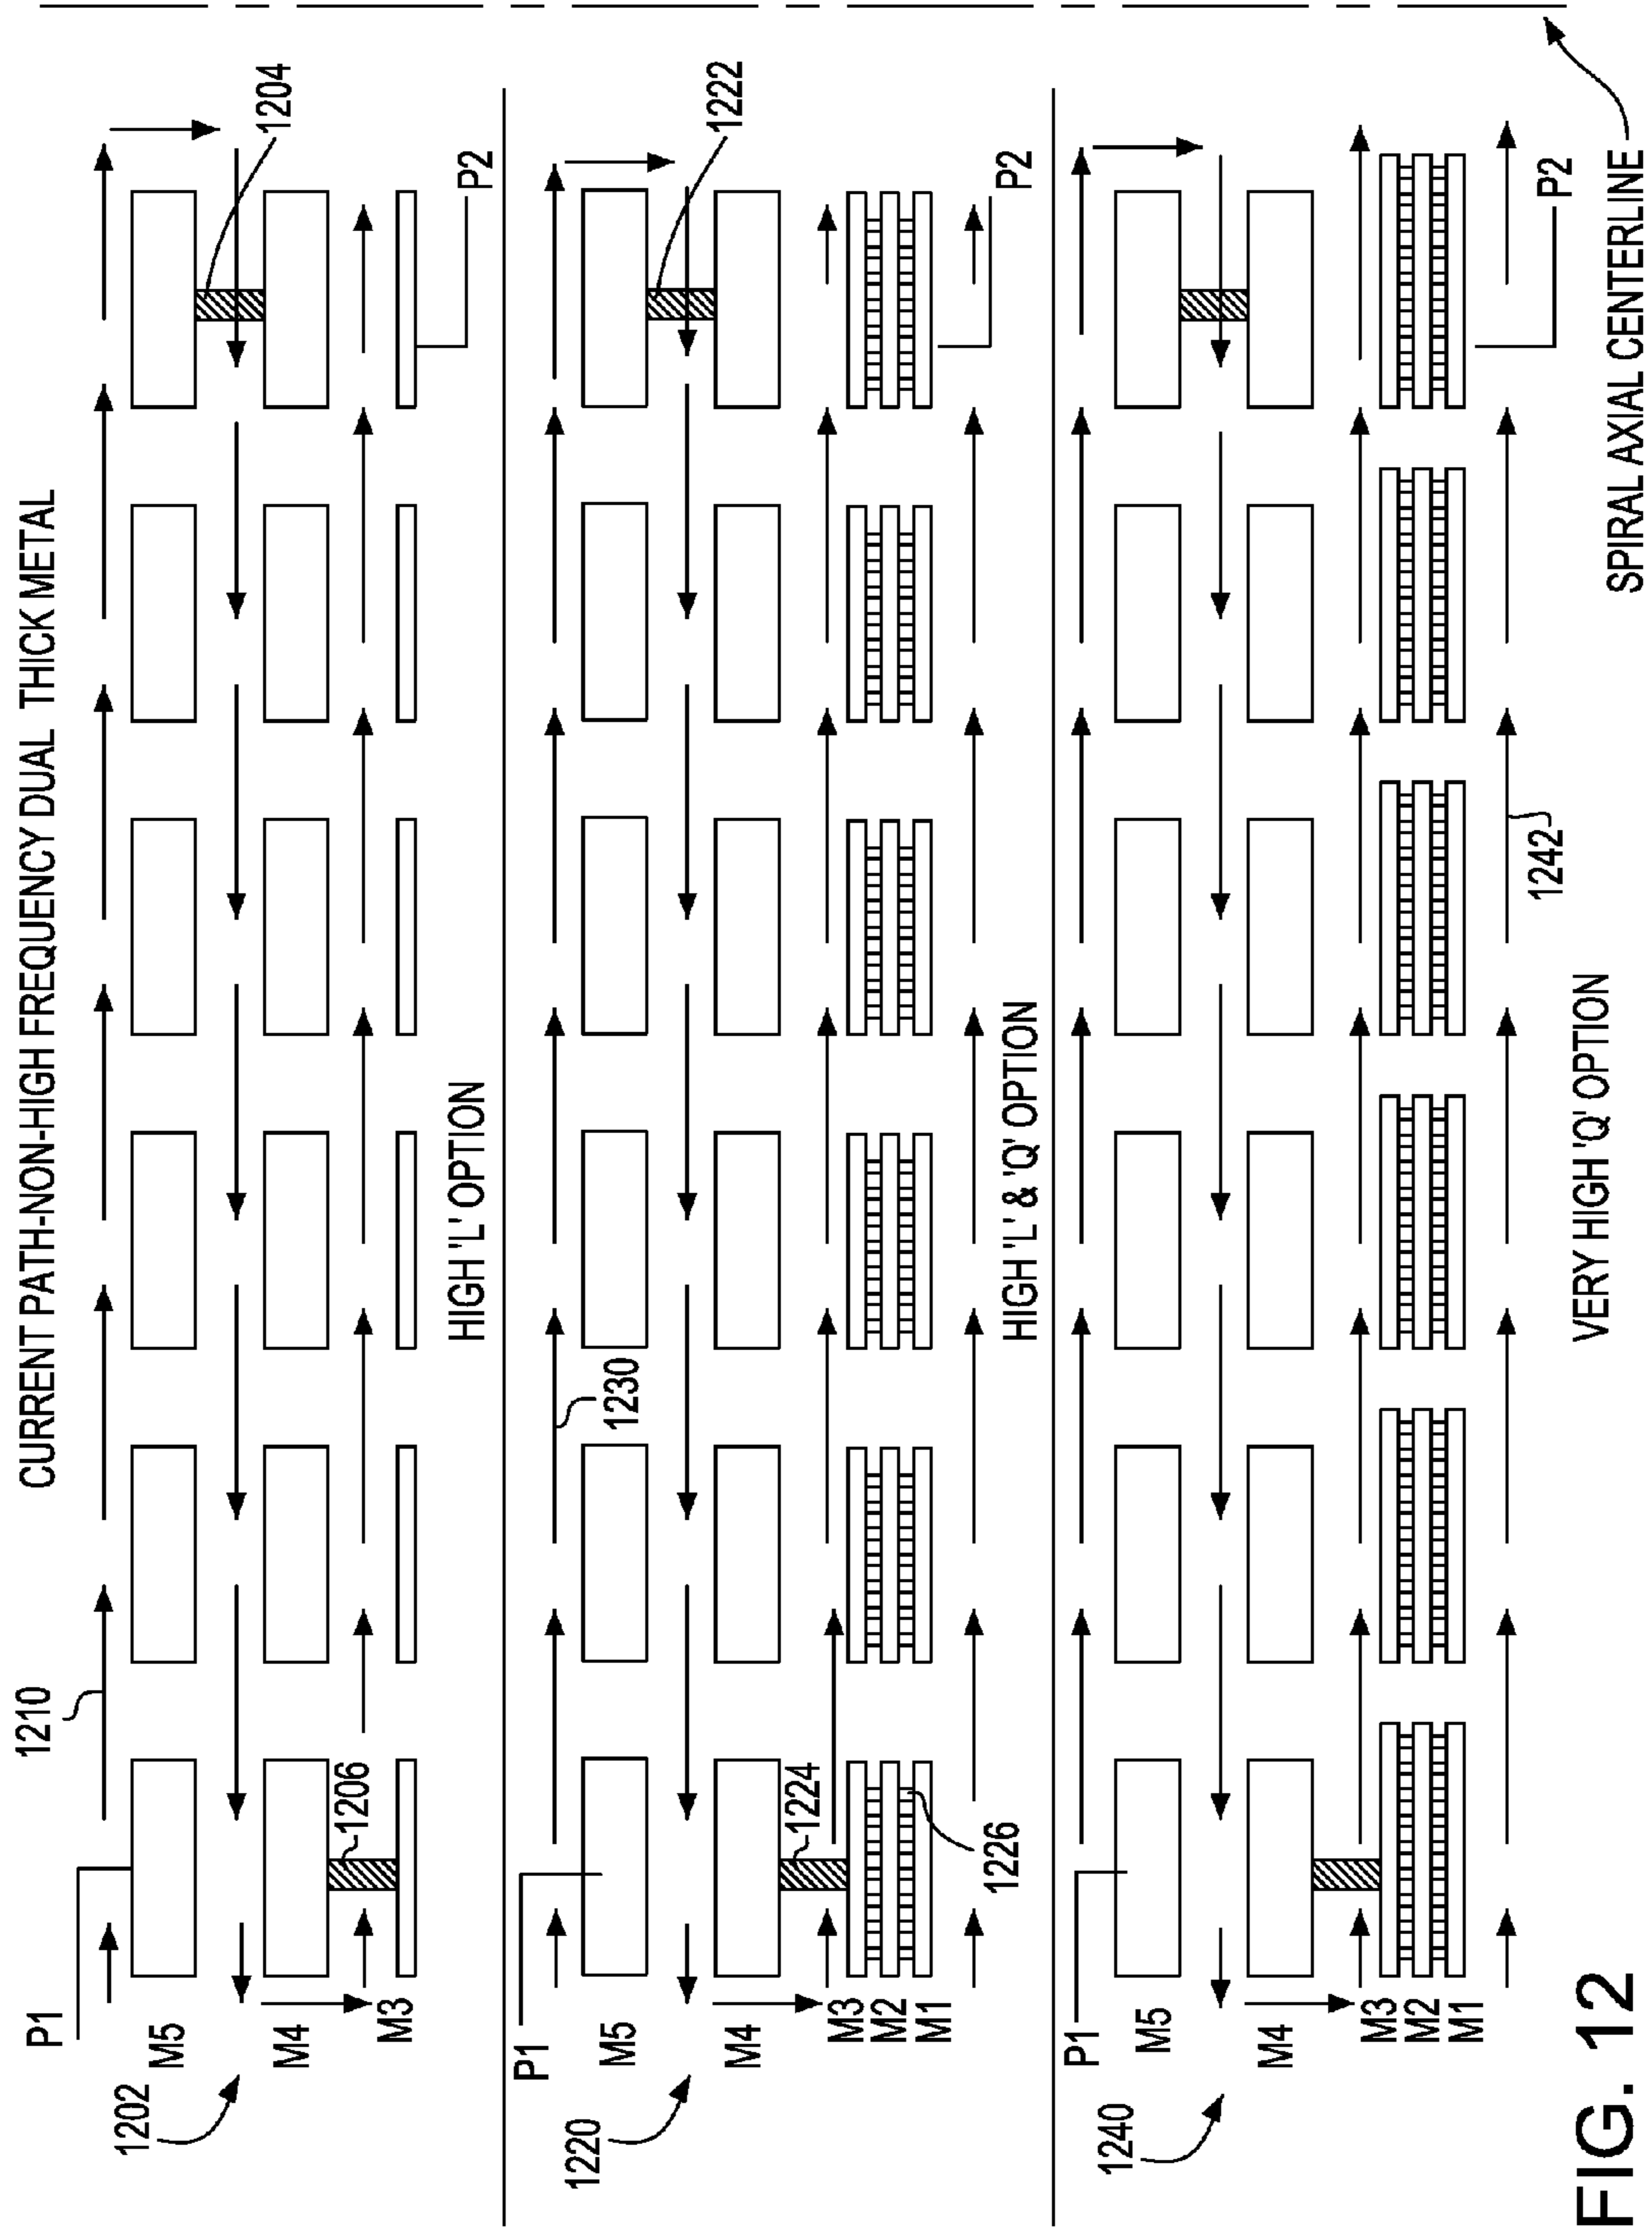 CURRENT PATH-NON-HIGH FREQUENCY DUAL THICK METAL
1210
P1
1204
1202
M5
M4
M3
1206
P2
HIGH 'L' OPTION
P1
1230
1222
1220
M5
M4
M3
M2
M1
1224
1226
P2
HIGH 'L' & 'Q' OPTION
P1
1240
M5
M4
M3
M2
M1
1242
P2
VERY HIGH 'Q' OPTION
SPIRAL AXIAL CENTERLINE
FIG. 12